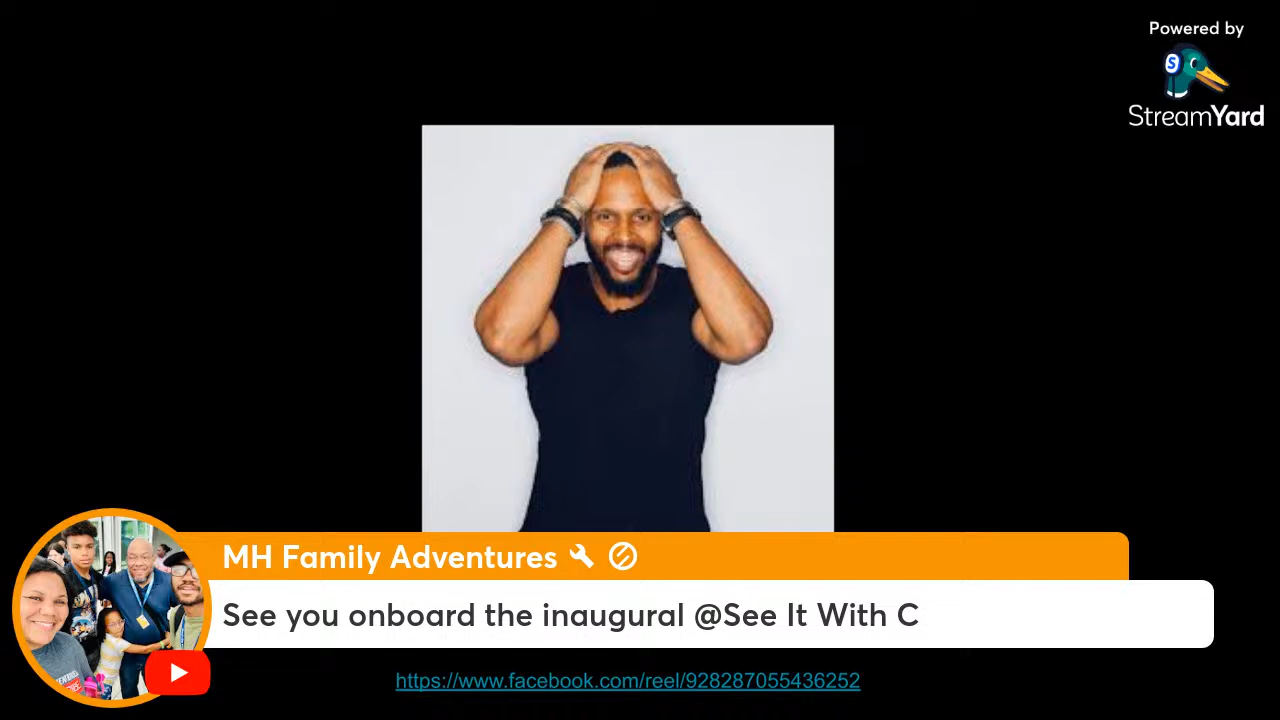 Powered by
S
StreamYard
MH Family Adventures
See you onboard the inaugural @See It With C
https://www.facebook.com/reel/928287055436252